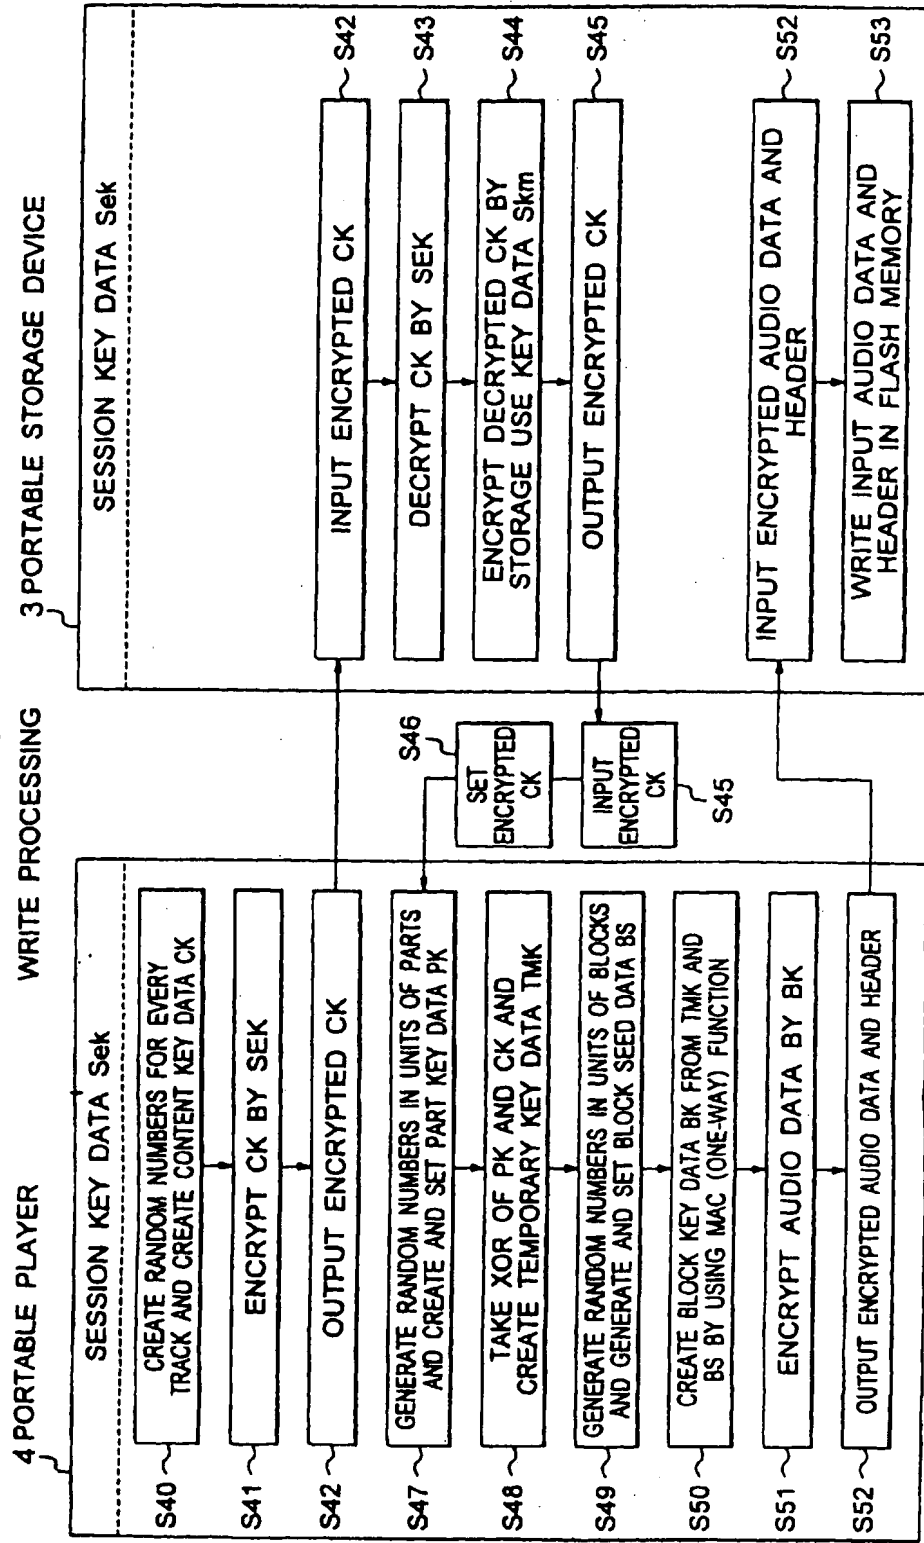 WRITE PROCESSING
4 PORTABLE PLAYER
SESSION KEY DATA Sek
S40
CREATE RANDOM NUMBERS FOR EVERY
TRACK AND CREATE CONTENT KEY DATA CK
S41
ENCRYPT CK BY SEK
S42
OUTPUT ENCRYPTED CK
S47
GENERATE RANDOM NUMBERS IN UNITS OF PARTS
AND CREATE AND SET PART KEY DATA PK
S48
TAKE XOR OF PK AND CK AND
CREATE TEMPORARY KEY DATA TMK
S49
GENERATE RANDOM NUMBERS IN UNITS OF BLOCKS
AND GENERATE AND SET BLOCK SEED DATA BS
S50
CREATE BLOCK KEY DATA BK FROM TMK AND
BS BY USING MAC (ONE-WAY) FUNCTION
S51
ENCRYPT AUDIO DATA BY BK
S52
OUTPUT ENCRYPTED AUDIO DATA AND HEADER
S46
SET
ENCRYPTED
CK
INPUT
ENCRYPTED
CK
S45
3 PORTABLE STORAGE DEVICE
SESSION KEY DATA Sek
INPUT ENCRYPTED CK
S42
DECRYPT CK BY SEK
S43
ENCRYPT DECRYPTED CK BY
STORAGE USE KEY DATA Skm
S44
OUTPUT ENCRYPTED CK
S45
INPUT ENCRYPTED AUDIO DATA AND
HEADER
S52
WRITE INPUT AUDIO DATA AND
HEADER IN FLASH MEMORY
S53